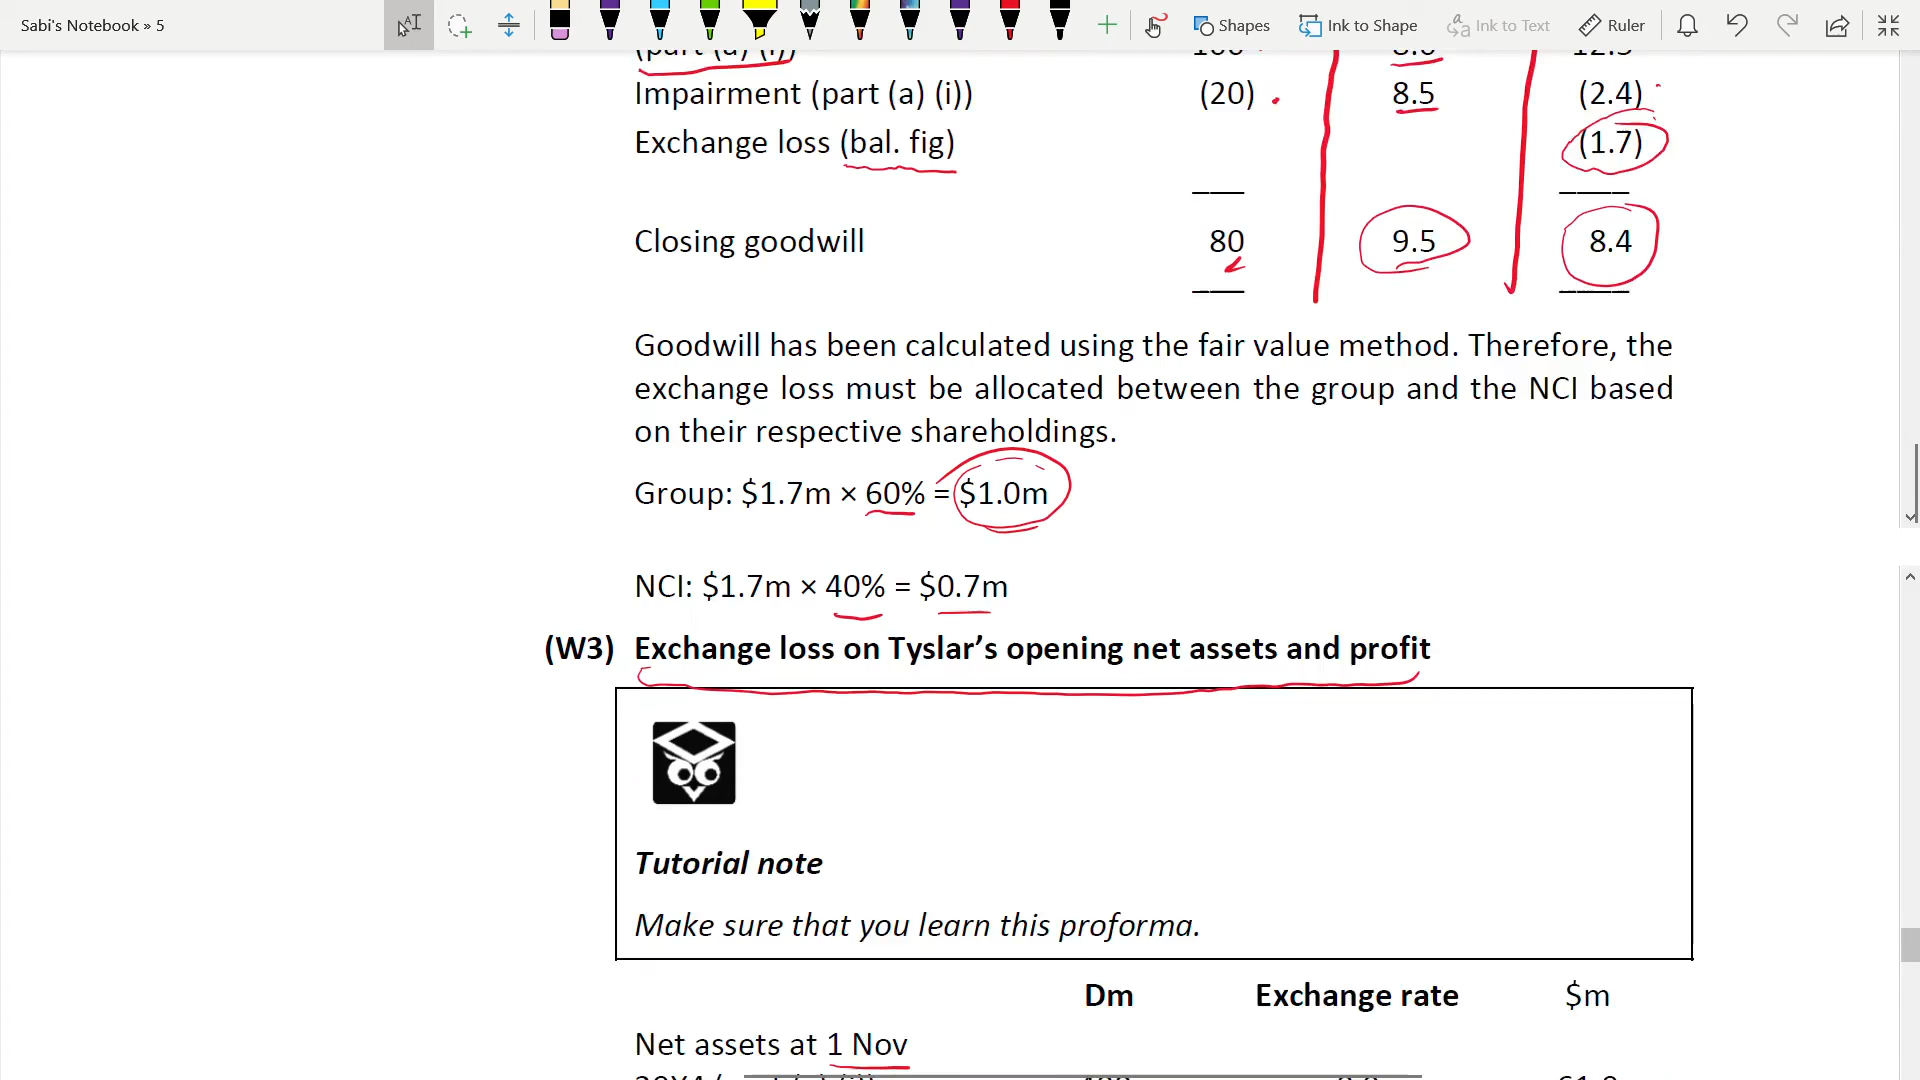 Sabi's Notebook » 5
Shapes
Ink to Shape
Ink to Text
Ruler
Impairment (part (a) (i)) (20) 8.5 (2.4)
Exchange loss (bal. fig) (1.7)
Closing goodwill 80 9.5 8.4
Goodwill has been calculated using the fair value method. Therefore, the
exchange loss must be allocated between the group and the NCI based
on their respective shareholdings.
Group: $1.7m × 60% = $1.0m
NCI: $1.7m × 40% = $0.7m
(W3) Exchange loss on Tyslar’s opening net assets and profit
Tutorial note
Make sure that you learn this proforma.
Dm Exchange rate $m
Net assets at 1 Nov